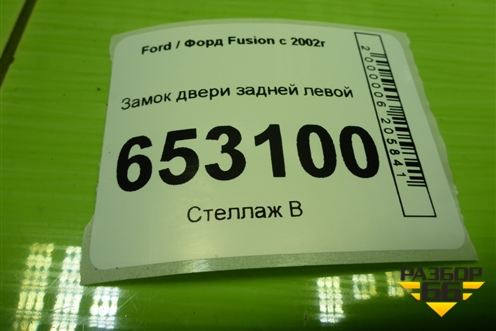 Ford / Форд Fusion с 2002г
Замок двери задней левой
653100
Стеллаж В
2000006205841
РАЗБОР
66